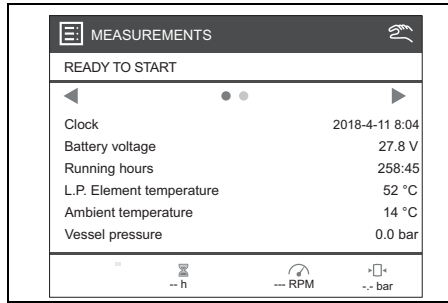 MEASUREMENTS
READY TO START
Clock 2018-4-11 8:04
Battery voltage 27.8 V
Running hours 258:45
L.P. Element temperature 52 °C
Ambient temperature 14 °C
Vessel pressure 0.0 bar
-- h --- RPM -.- bar